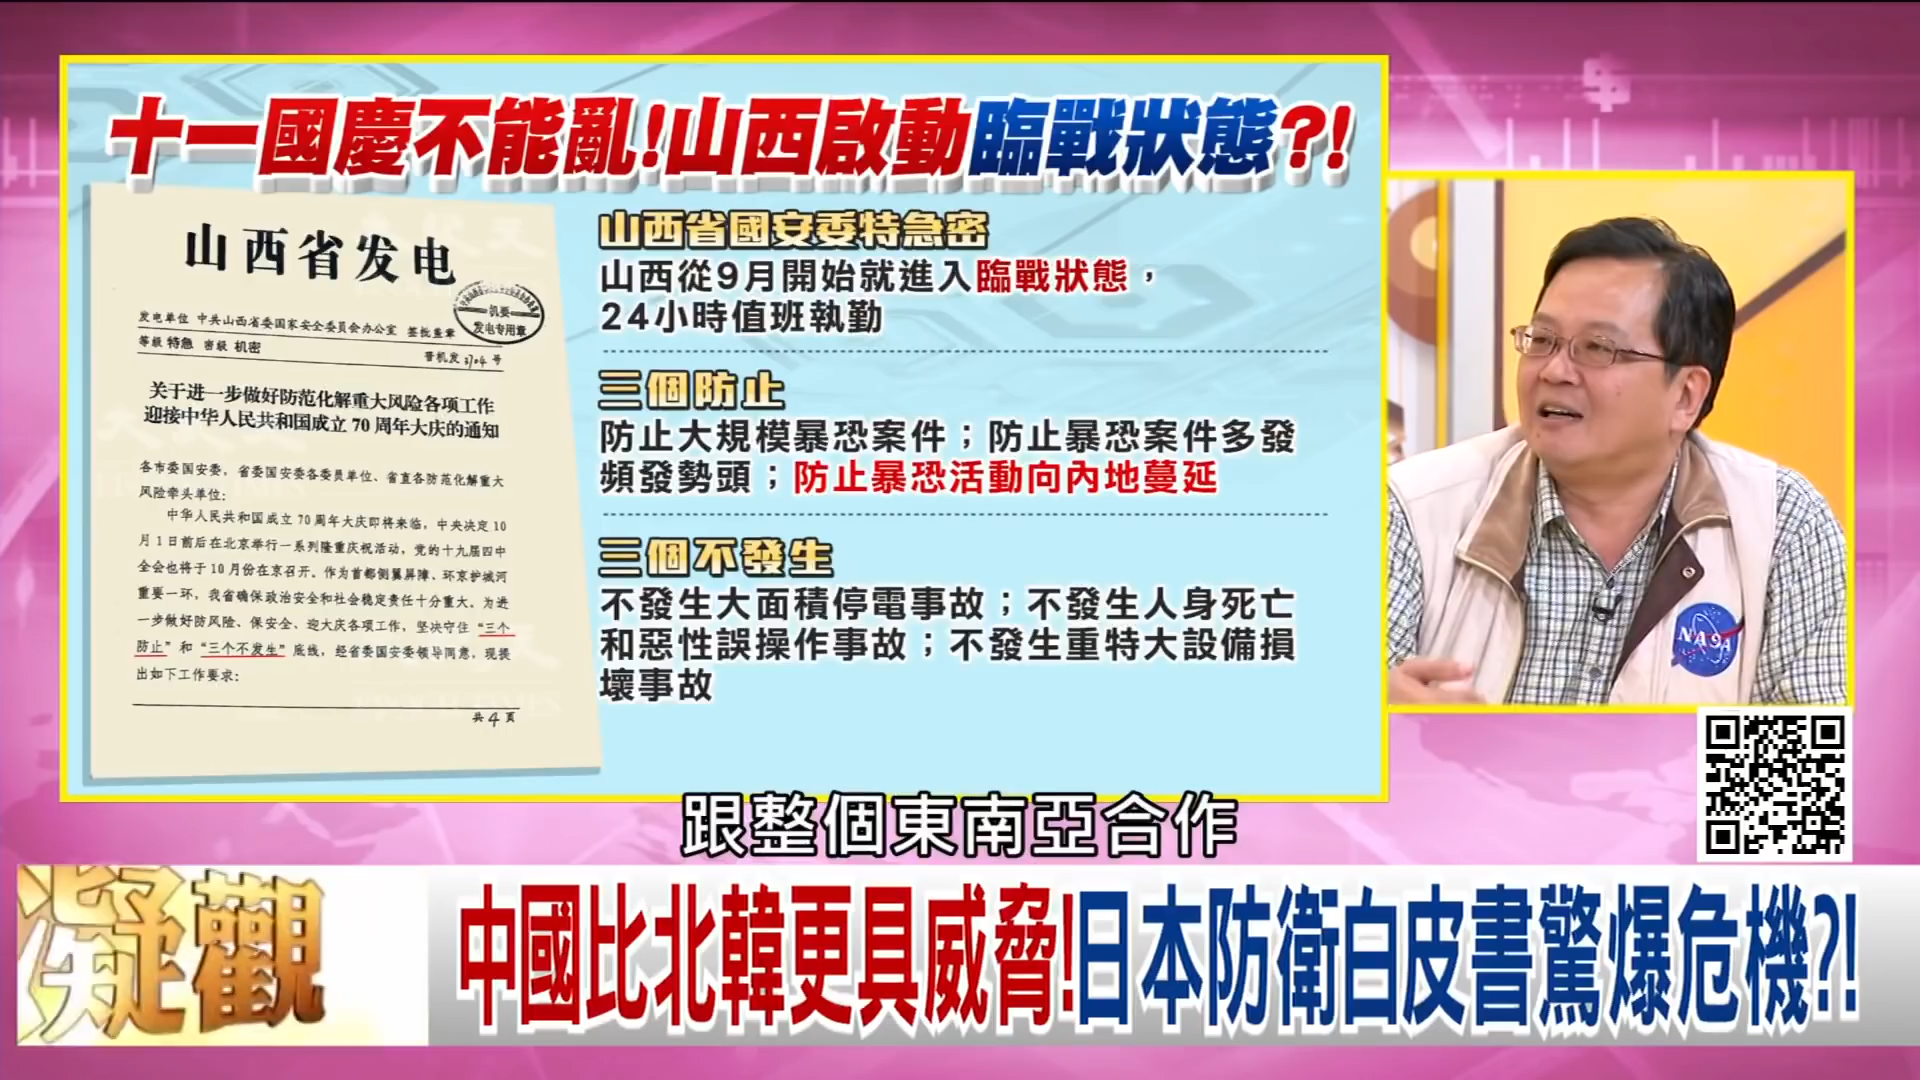 十一國慶不能亂!山西啟動臨戰狀態?!
山西省发电
机要
发电专用章
发电单位 中共山西省委国家安全委员会办公室 签批盖章
等级 特急 密级 机密
晋机发3704号
关于进一步做好防范化解重大风险各项工作
迎接中华人民共和国成立70周年大庆的通知
各市委国安委，省委国安委各委员单位、省直各防范化解重大
风险牵头单位:
中华人民共和国成立70周年大庆即将来临，中央决定10
月1日前后在北京举行一系列隆重庆祝活动，党的十九届四中
全会也将于10月份在京召开。作为首都侧翼屏障、环京护城河
重要一环，我省确保政治安全和社会稳定责任十分重大。为进
一步做好防风险、保安全、迎大庆各项工作，坚决守住“三个
防止”和“三个不发生”底线，经省委国安委领导同意，现提
出如下工作要求:
共4页
山西省國安委特急密
山西從9月開始就進入臨戰狀態，
24小時值班執勤
三個防止
防止大規模暴恐案件；防止暴恐案件多發
頻發勢頭；防止暴恐活動向內地蔓延
三個不發生
不發生大面積停電事故；不發生人身死亡
和惡性誤操作事故；不發生重特大設備損
壞事故
NASA
跟整個東南亞合作
疑觀
中國比北韓更具威脅!日本防衛白皮書驚爆危機?!